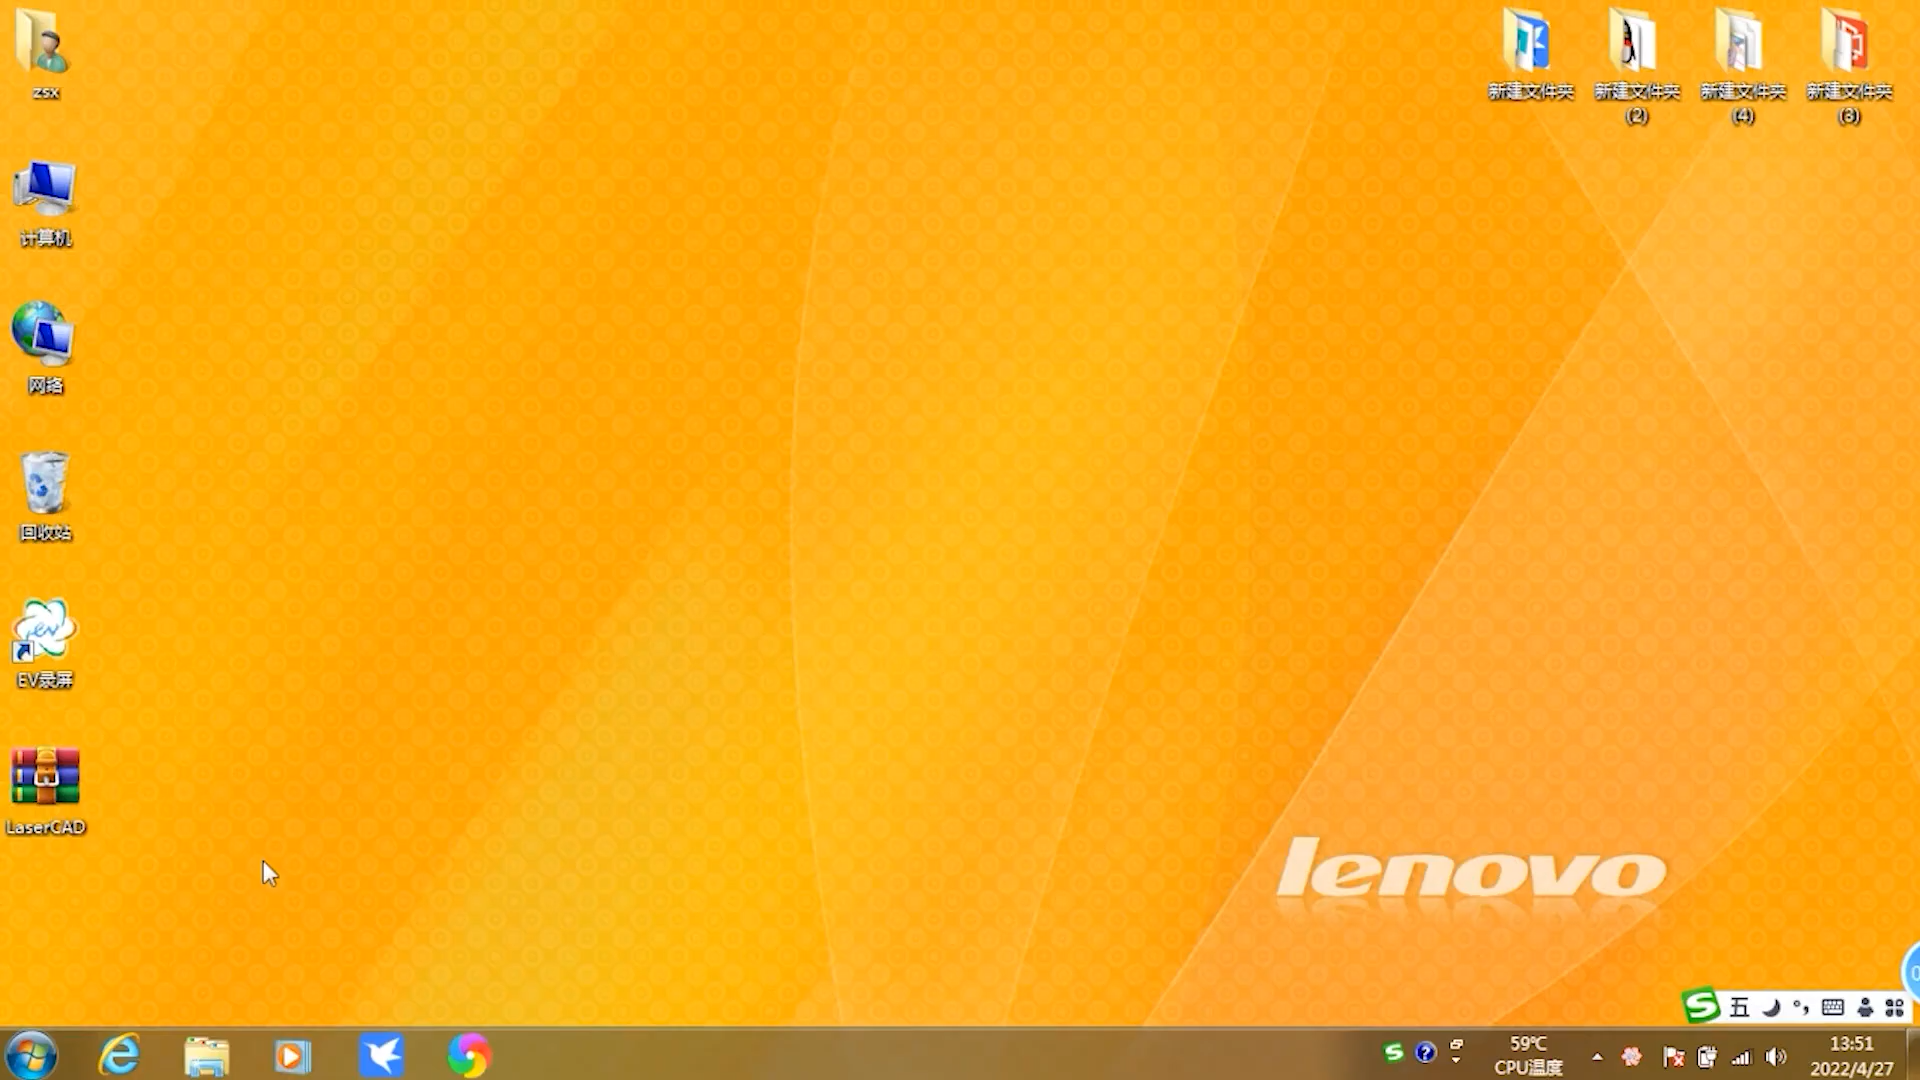 zsx
新建文件夹
新建文件夹
(2)
新建文件夹
(4)
新建文件夹
(3)
计算机
网络
回收站
ev
EV录屏
LaserCAD
lenovo
五
59℃
CPU温度
13:51
2022/4/27